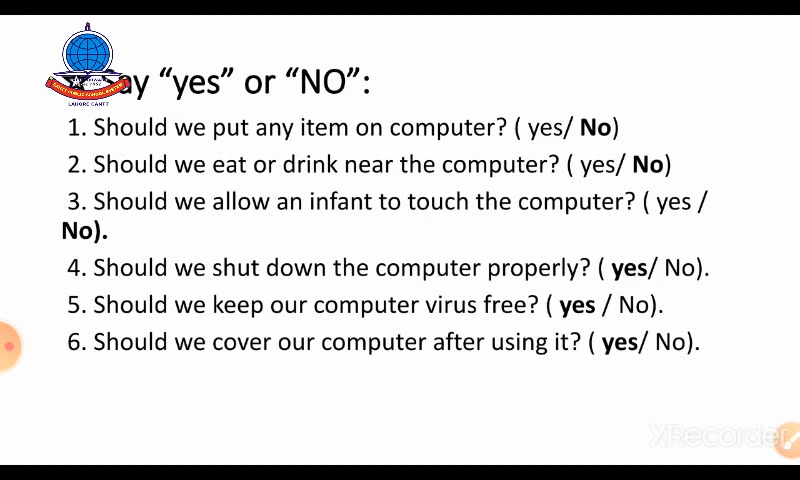 “yes” or “NO”:
LAHORE CANTT
1. Should we put any item on computer? ( yes/ No)
2. Should we eat or drink near the computer? ( yes/ No)
3. Should we allow an infant to touch the computer? ( yes /
No).
4. Should we shut down the computer properly? ( yes/ No).
5. Should we keep our computer virus free? ( yes / No).
6. Should we cover our computer after using it? ( yes/ No).
XRecorder